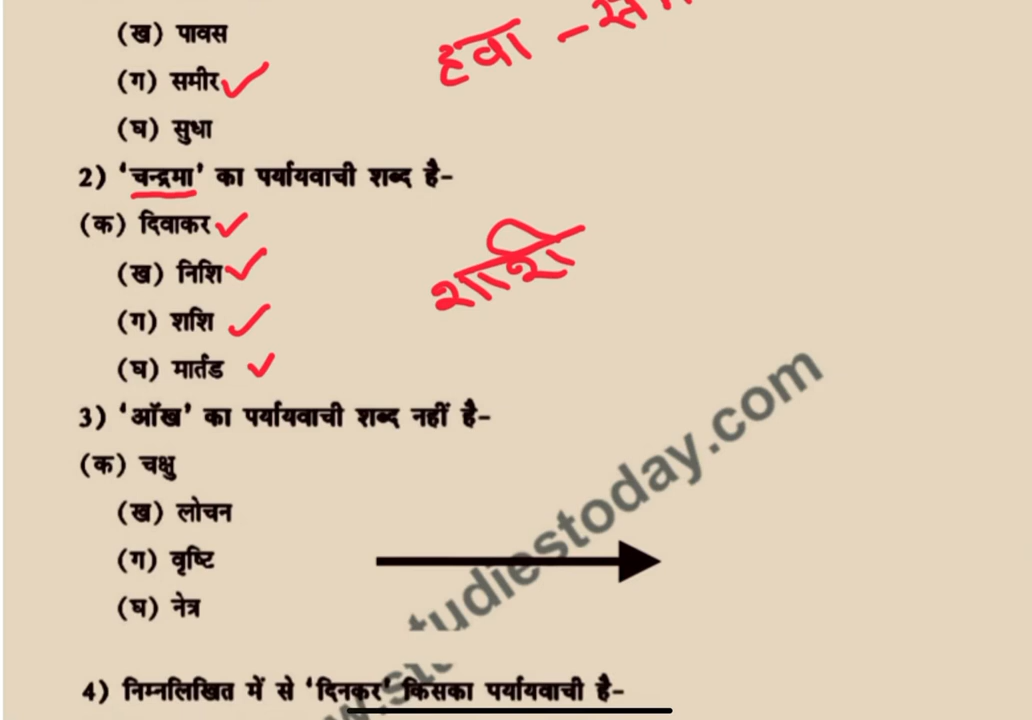 (ख) पावस
हवा -
(ग) समीर
(घ) सुधा
2) 'चन्द्रमा' का पर्यायवाची शब्द है-
(क) दिवाकर
(ख) निशि
शशि
(ग) शशि
(घ) मार्तंड
3) 'आँख' का पर्यायवाची शब्द नहीं है-
(क) चक्षु
(ख) लोचन
(ग) वृष्टि
(घ) नेत्र
tudiestoday.com
4) निम्नलिखित में से 'दिनकर' किसका पर्यायवाची है-